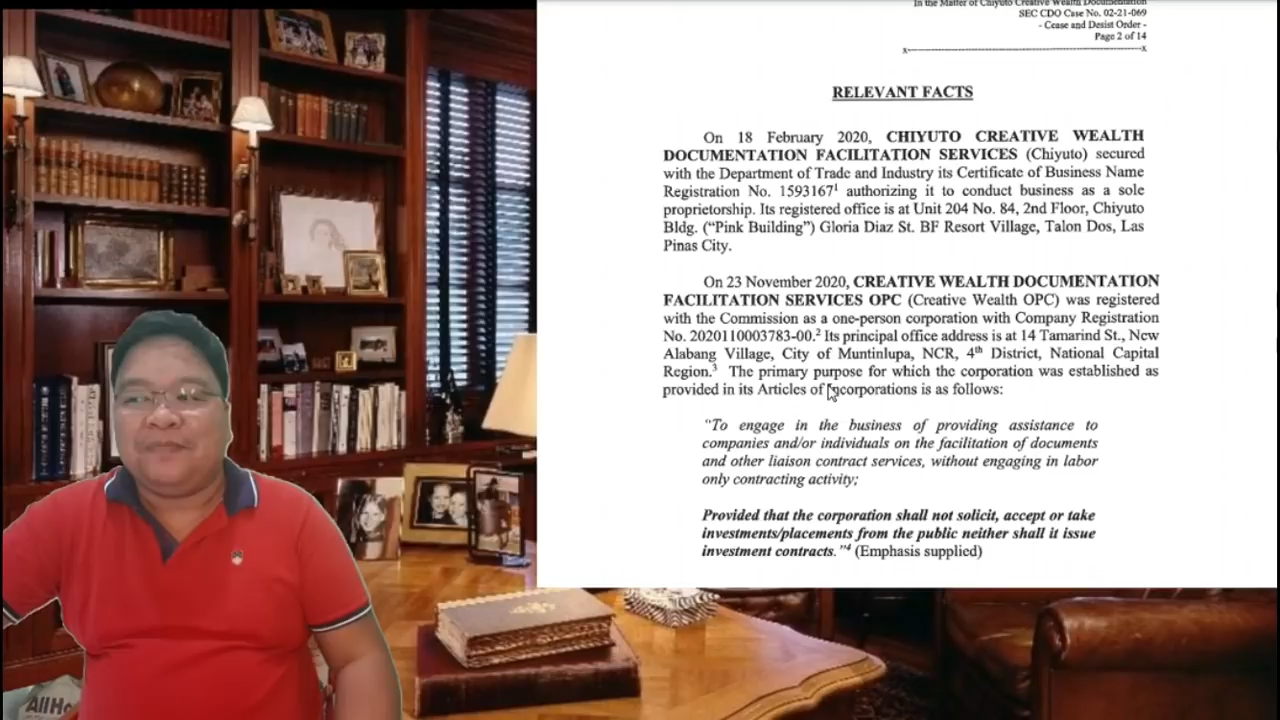 In the Matter of Chiyuto Creative Wealth Documentation
SEC CDO Case No. 02-21-069
- Cease and Desist Order -
Page 2 of 14
x---x
RELEVANT FACTS
On 18 February 2020, CHIYUTO CREATIVE WEALTH
DOCUMENTATION FACILITATION SERVICES (Chiyuto) secured
with the Department of Trade and Industry its Certificate of Business Name
Registration No. 1593167¹ authorizing it to conduct business as a sole
proprietorship. Its registered office is at Unit 204 No. 84, 2nd Floor, Chiyuto
Bldg. (“Pink Building”) Gloria Diaz St. BF Resort Village, Talon Dos, Las
Pinas City.
On 23 November 2020, CREATIVE WEALTH DOCUMENTATION
FACILITATION SERVICES OPC (Creative Wealth OPC) was registered
with the Commission as a one-person corporation with Company Registration
No. 2020110003783-00.² Its principal office address is at 14 Tamarind St., New
Alabang Village, City of Muntinlupa, NCR, 4th District, National Capital
Region.³ The primary purpose for which the corporation was established as
provided in its Articles of Incorporations is as follows:
“To engage in the business of providing assistance to
companies and/or individuals on the facilitation of documents
and other liaison contract services, without engaging in labor
only contracting activity;
Provided that the corporation shall not solicit, accept or take
investments/placements from the public neither shall it issue
investment contracts.”⁴ (Emphasis supplied)